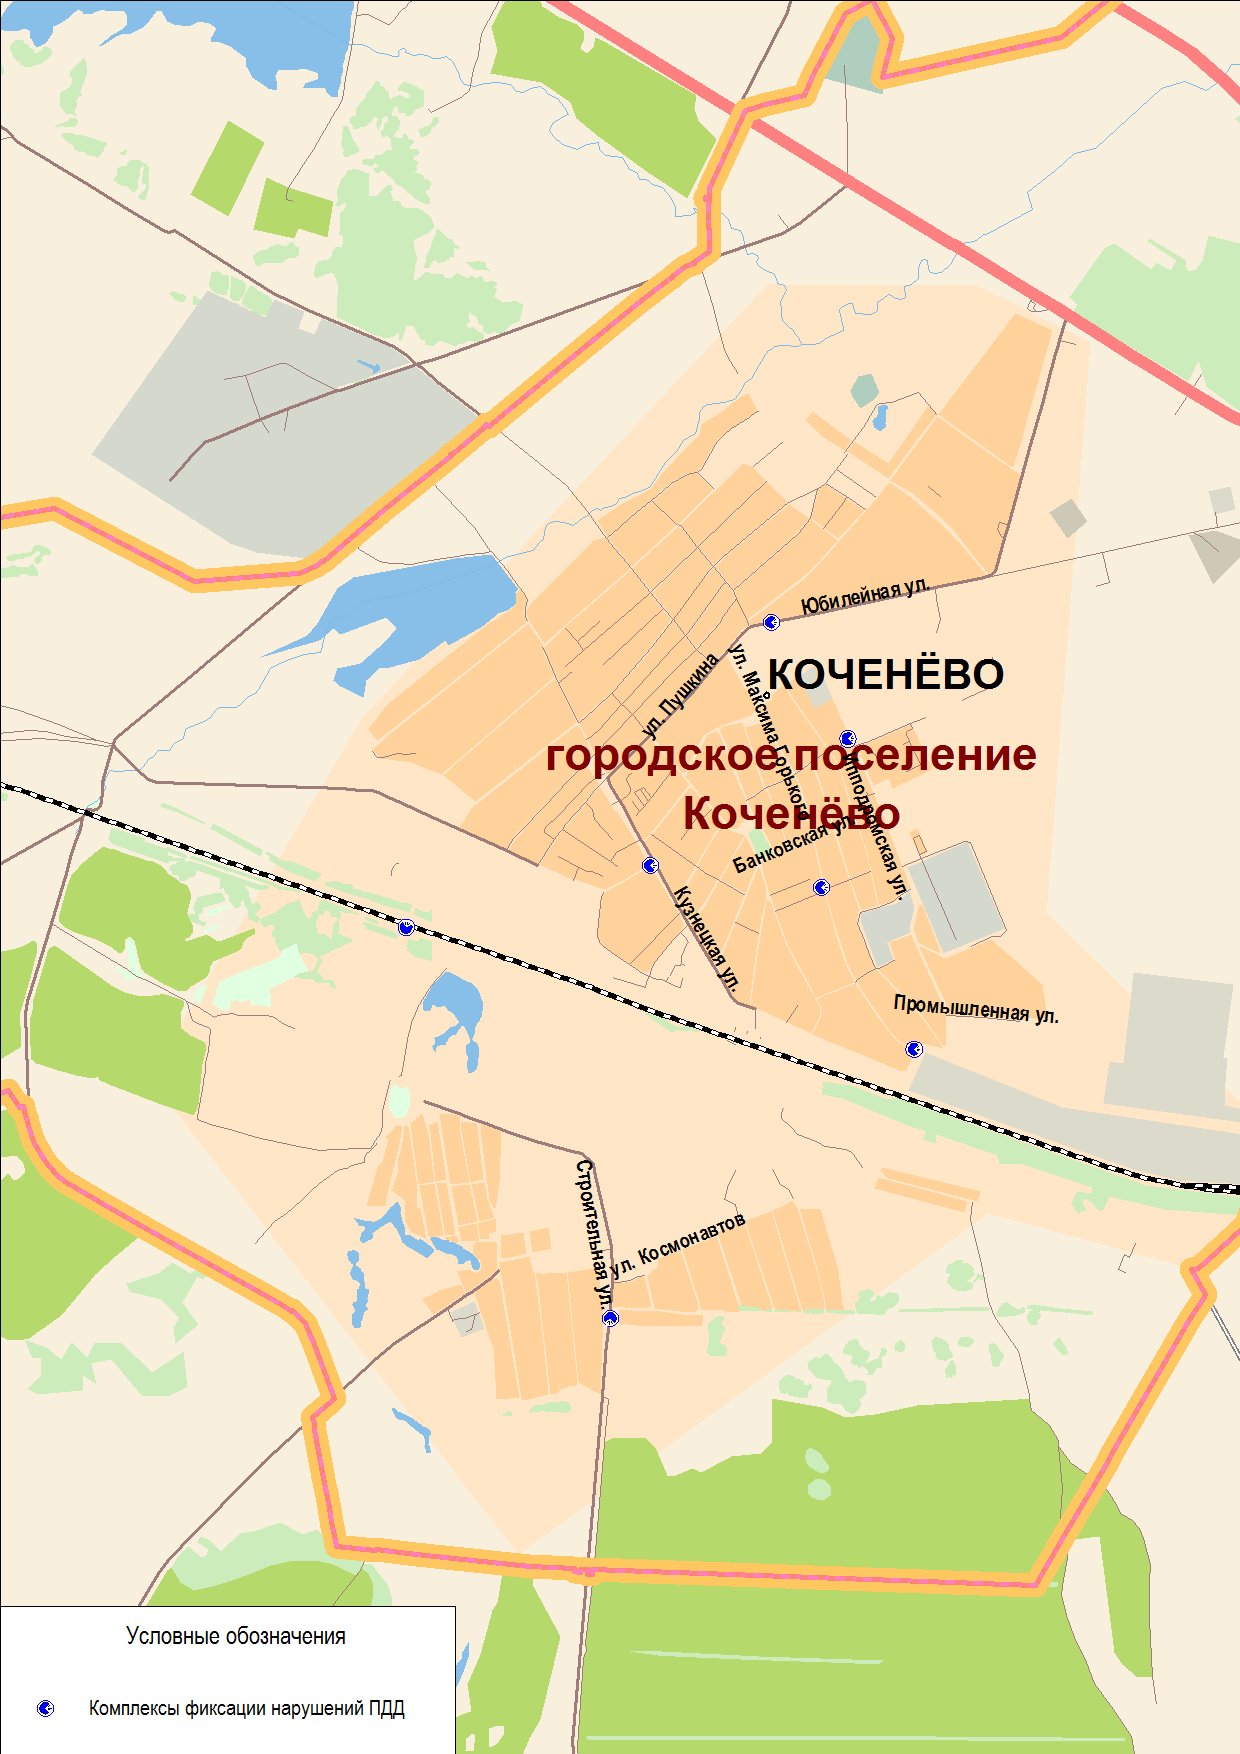 Юбилейная ул.
ул. Пушкина
ул. Максима Горького
КОЧЕНЁВО
городское поселение
Коченёво
Ипподромская ул.
Банковская ул.
Кузнецкая ул.
Промышленная ул.
Строительная ул.
ул. Космонавтов
Условные обозначения
Комплексы фиксации нарушений ПДД